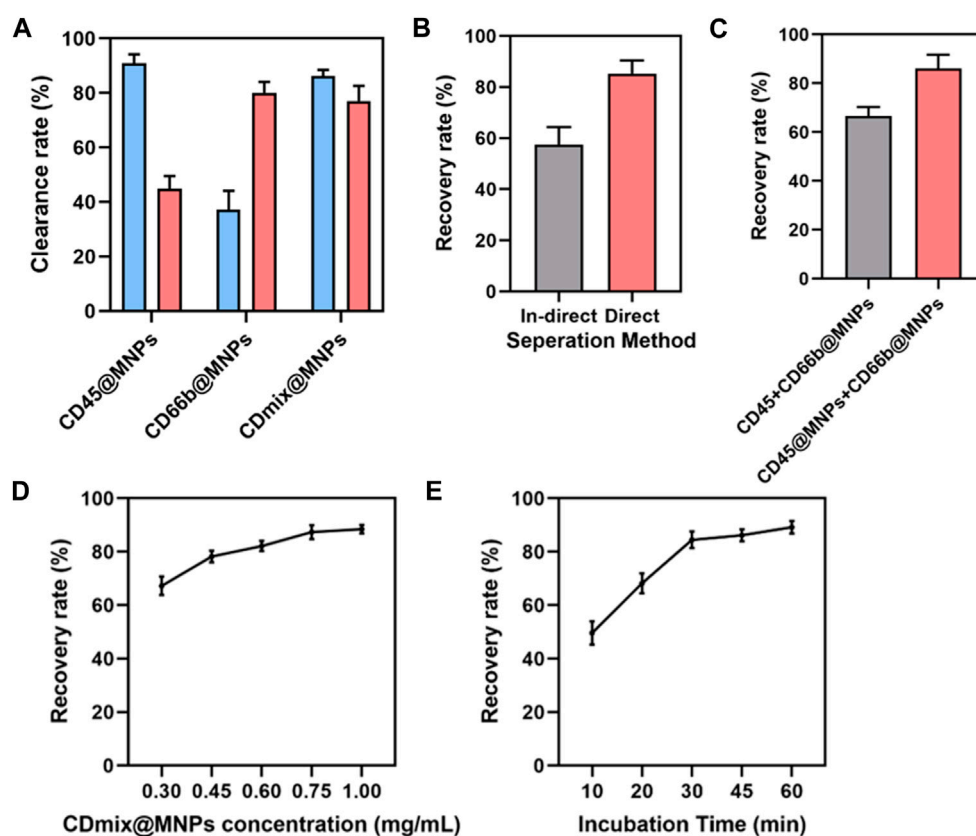 A
Clearance rate (%)
100
80
60
40
20
0
CD45@MNPs
CD66b@MNPs
CDmix@MNPs
B
Recovery rate (%)
100
80
60
40
20
0
In-direct Direct
Seperation Method
C
Recovery rate (%)
100
80
60
40
20
0
CD45+CD66b@MNPs
CD45@MNPs+CD66b@MNPs
D
Recovery rate (%)
100
80
60
40
20
0
0.30 0.45 0.60 0.75 1.00
CDmix@MNPs concentration (mg/mL)
E
Recovery rate (%)
100
80
60
40
20
0
10 20 30 45 60
Incubation Time (min)